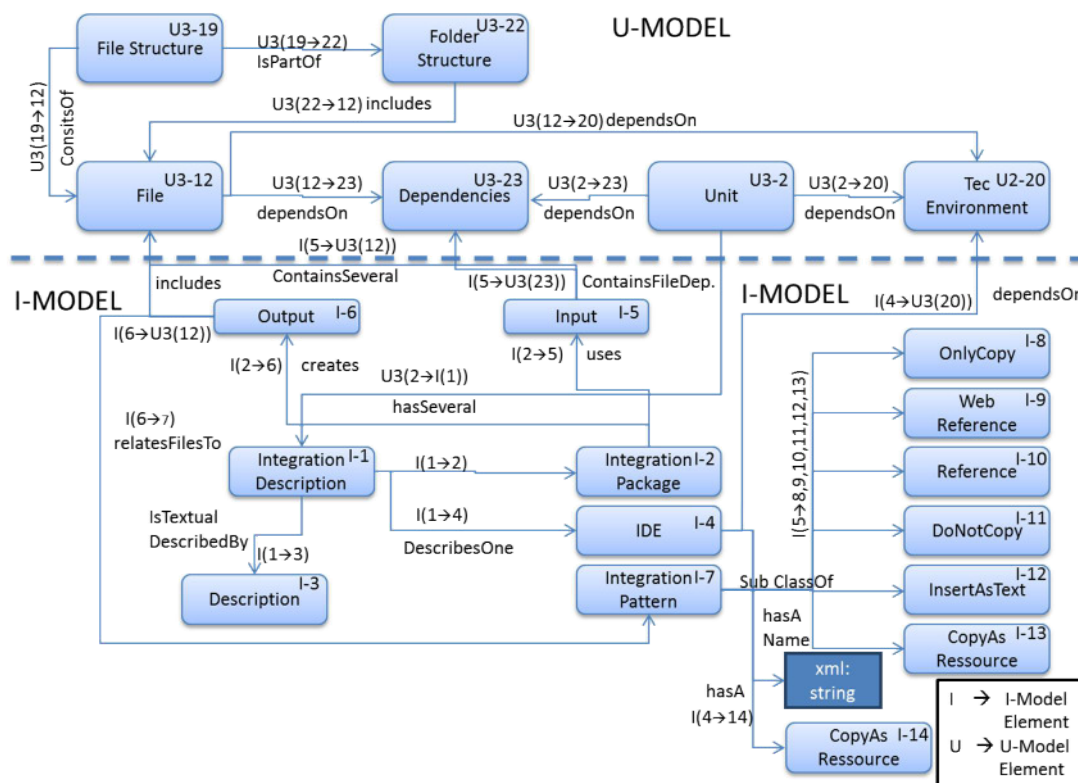 U-MODEL
U3-19
File Structure
U3(19→22)
IsPartOf
U3-22
Folder
Structure
U3(19→12)
ConsitsOf
U3(22→12) includes
U3(12→20) dependsOn
U3-12
File
U3(12→23)
dependsOn
U3-23
Dependencies
U3(2→23)
dependsOn
U3-2
Unit
U3(2→20)
dependsOn
U2-20
Tec
Environment
I(5→U3(12))
includes
ContainsSeveral
I(5→U3(23))
ContainsFileDep.
I-MODEL
I-MODEL
I(4→U3(20))
dependsOn
I-6
Output
I(6→U3(12))
I-5
Input
I(2→6)
creates
I(2→5)
uses
U3(2→I(1))
hasSeveral
I(6→7)
relatesFilesTo
I-1
Integration
Description
I(1→2)
I-2
Integration
Package
I(1→4)
DescribesOne
I-4
IDE
IsTextual
DescribedBy
I(1→3)
I-3
Description
I-7
Integration
Pattern
Sub ClassOf
I(5→8,9,10,11,12,13)
I-8
OnlyCopy
I-9
Web
Reference
I-10
Reference
I-11
DoNotCopy
I-12
InsertAsText
I-13
CopyAs
Ressource
hasA
Name
xml:
string
hasA
I(4→14)
I-14
CopyAs
Ressource
I → I-Model
Element
U → U-Model
Element